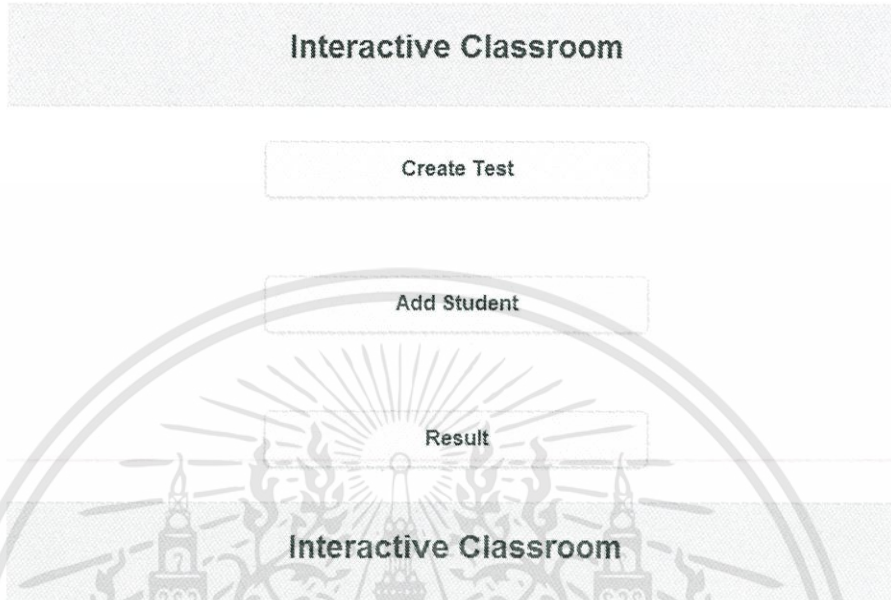 Interactive Classroom
Create Test
Add Student
Result
Interactive Classroom